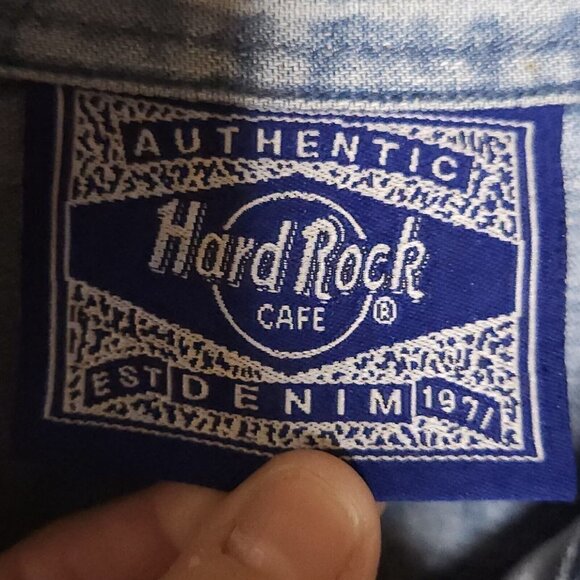 AUTHENTIC
Hard Rock
CAFE ®
EST DENIM 1971